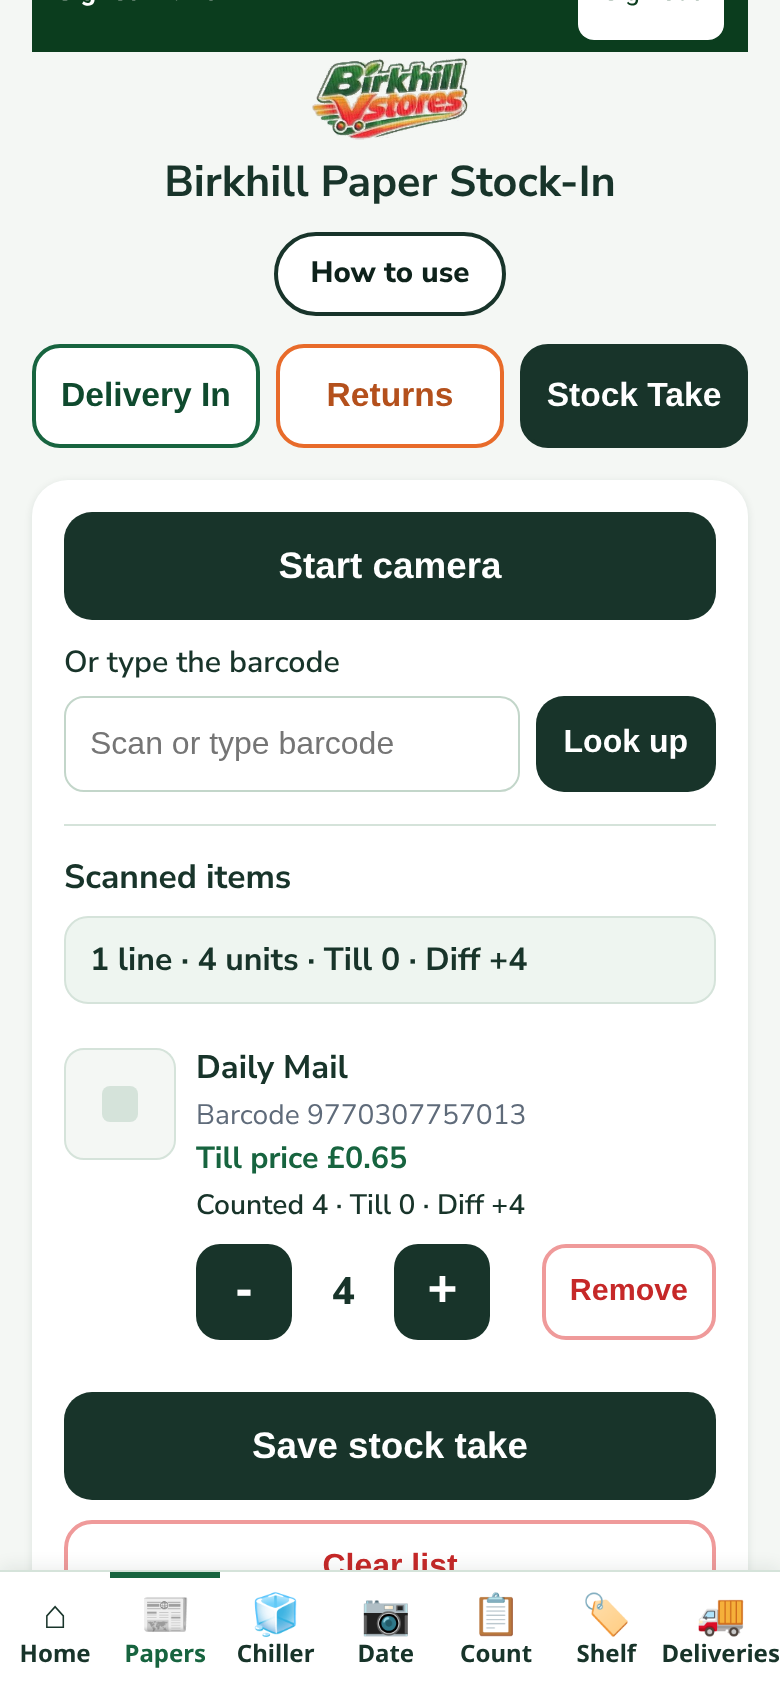 Birkhill
Vstores
Birkhill Paper Stock-In
How to use
Delivery In
Returns
Stock Take
Start camera
Or type the barcode
Scan or type barcode
Look up
Scanned items
1 line · 4 units · Till 0 · Diff +4
Daily Mail
Barcode 9770307757013
Till price £0.65
Counted 4 · Till 0 · Diff +4
- 4 +
Remove
Save stock take
Clear list
Home
Papers
Chiller
Date
Count
Shelf
Deliveries